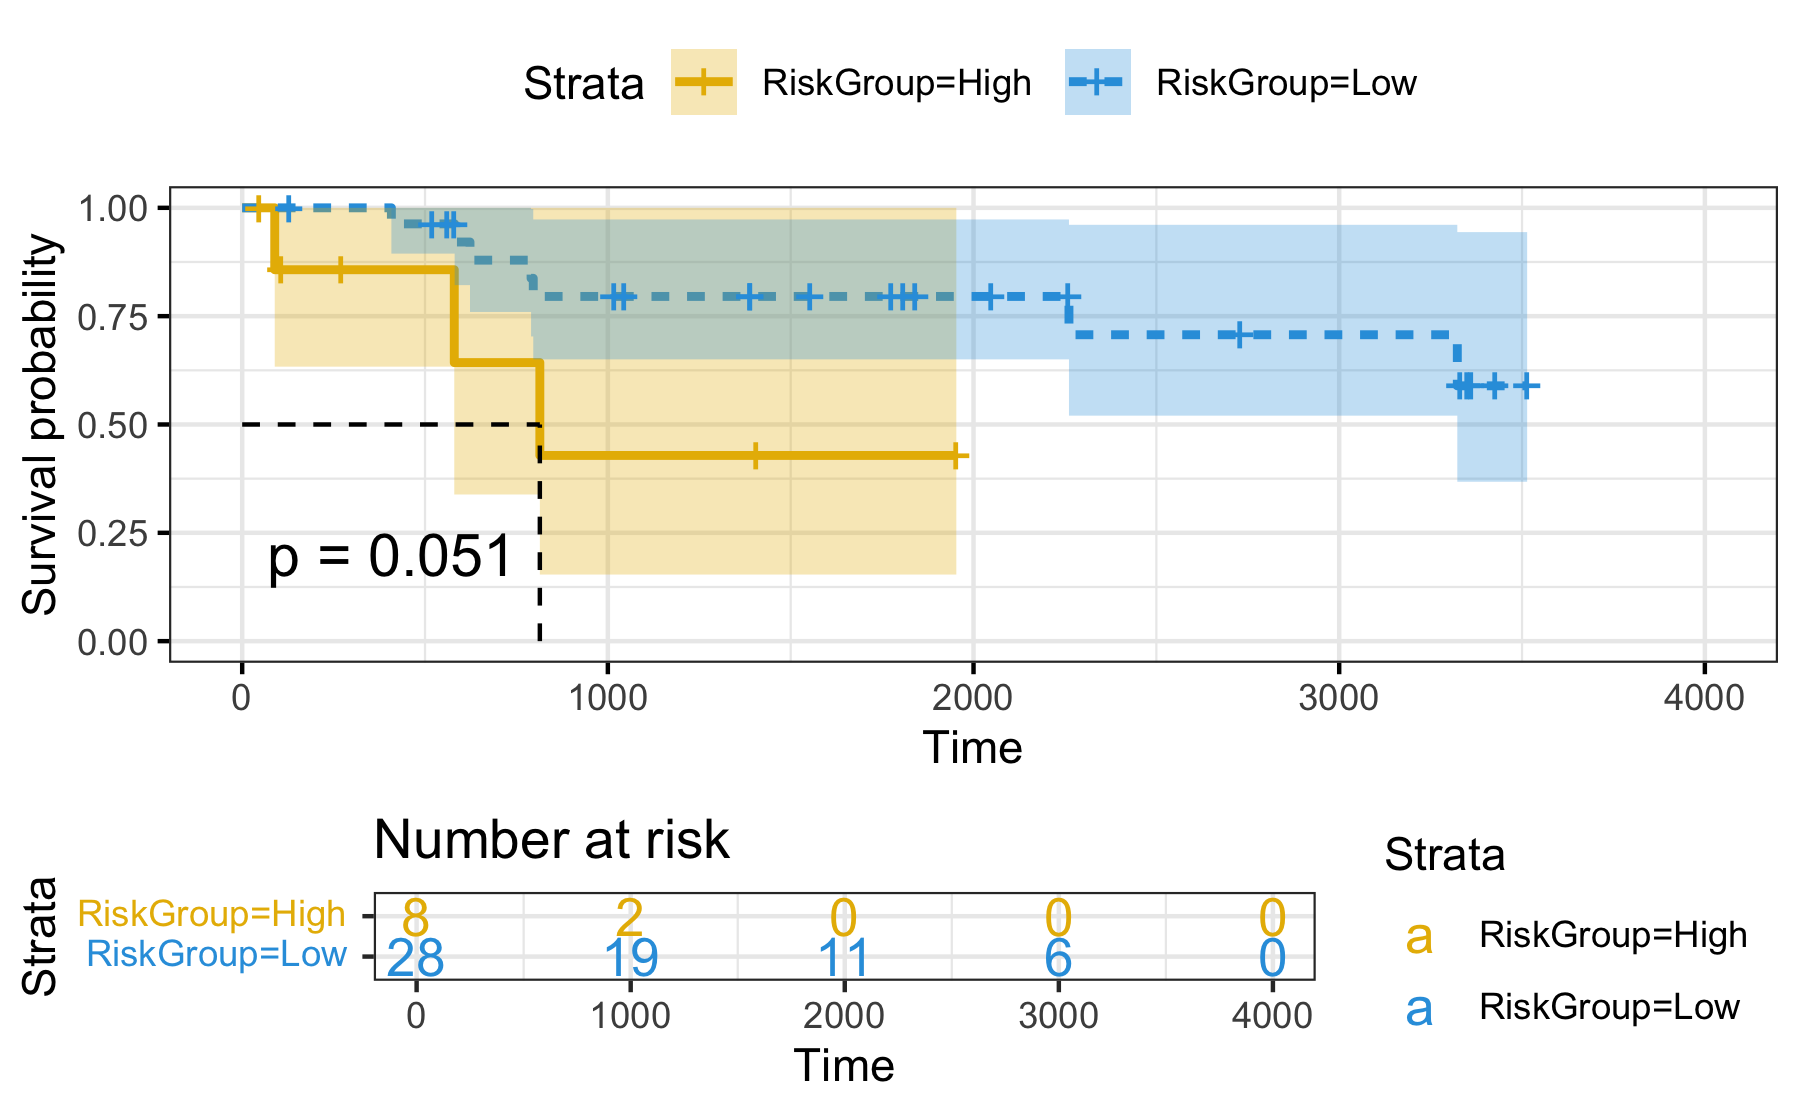 Strata RiskGroup=High RiskGroup=Low
Survival probability
1.00
0.75
0.50
0.25
0.00
p = 0.051
0 1000 2000 3000 4000
Time
Number at risk
Strata
RiskGroup=High 8 2 0 0 0
RiskGroup=Low 28 19 11 6 0
0 1000 2000 3000 4000
Time
Strata
a RiskGroup=High
a RiskGroup=Low